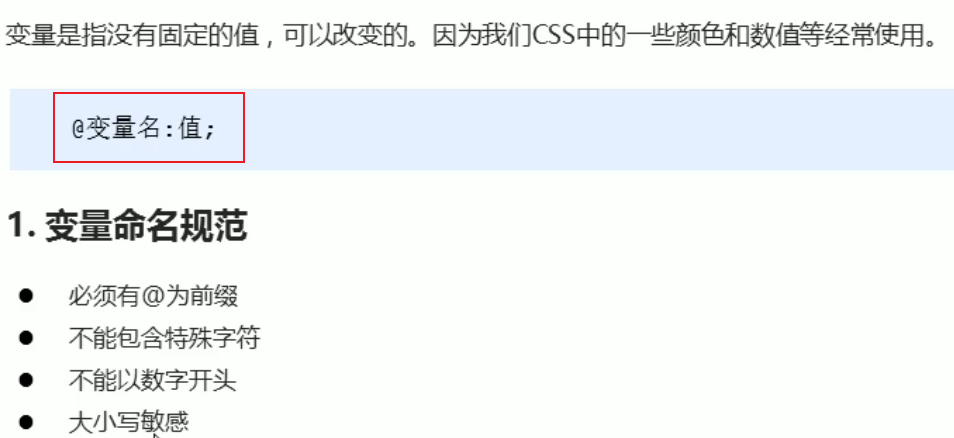 变量是指没有固定的值，可以改变的。因为我们CSS中的一些颜色和数值等经常使用。
@变量名:值;
1. 变量命名规范
● 必须有@为前缀
● 不能包含特殊字符
● 不能以数字开头
● 大小写敏感